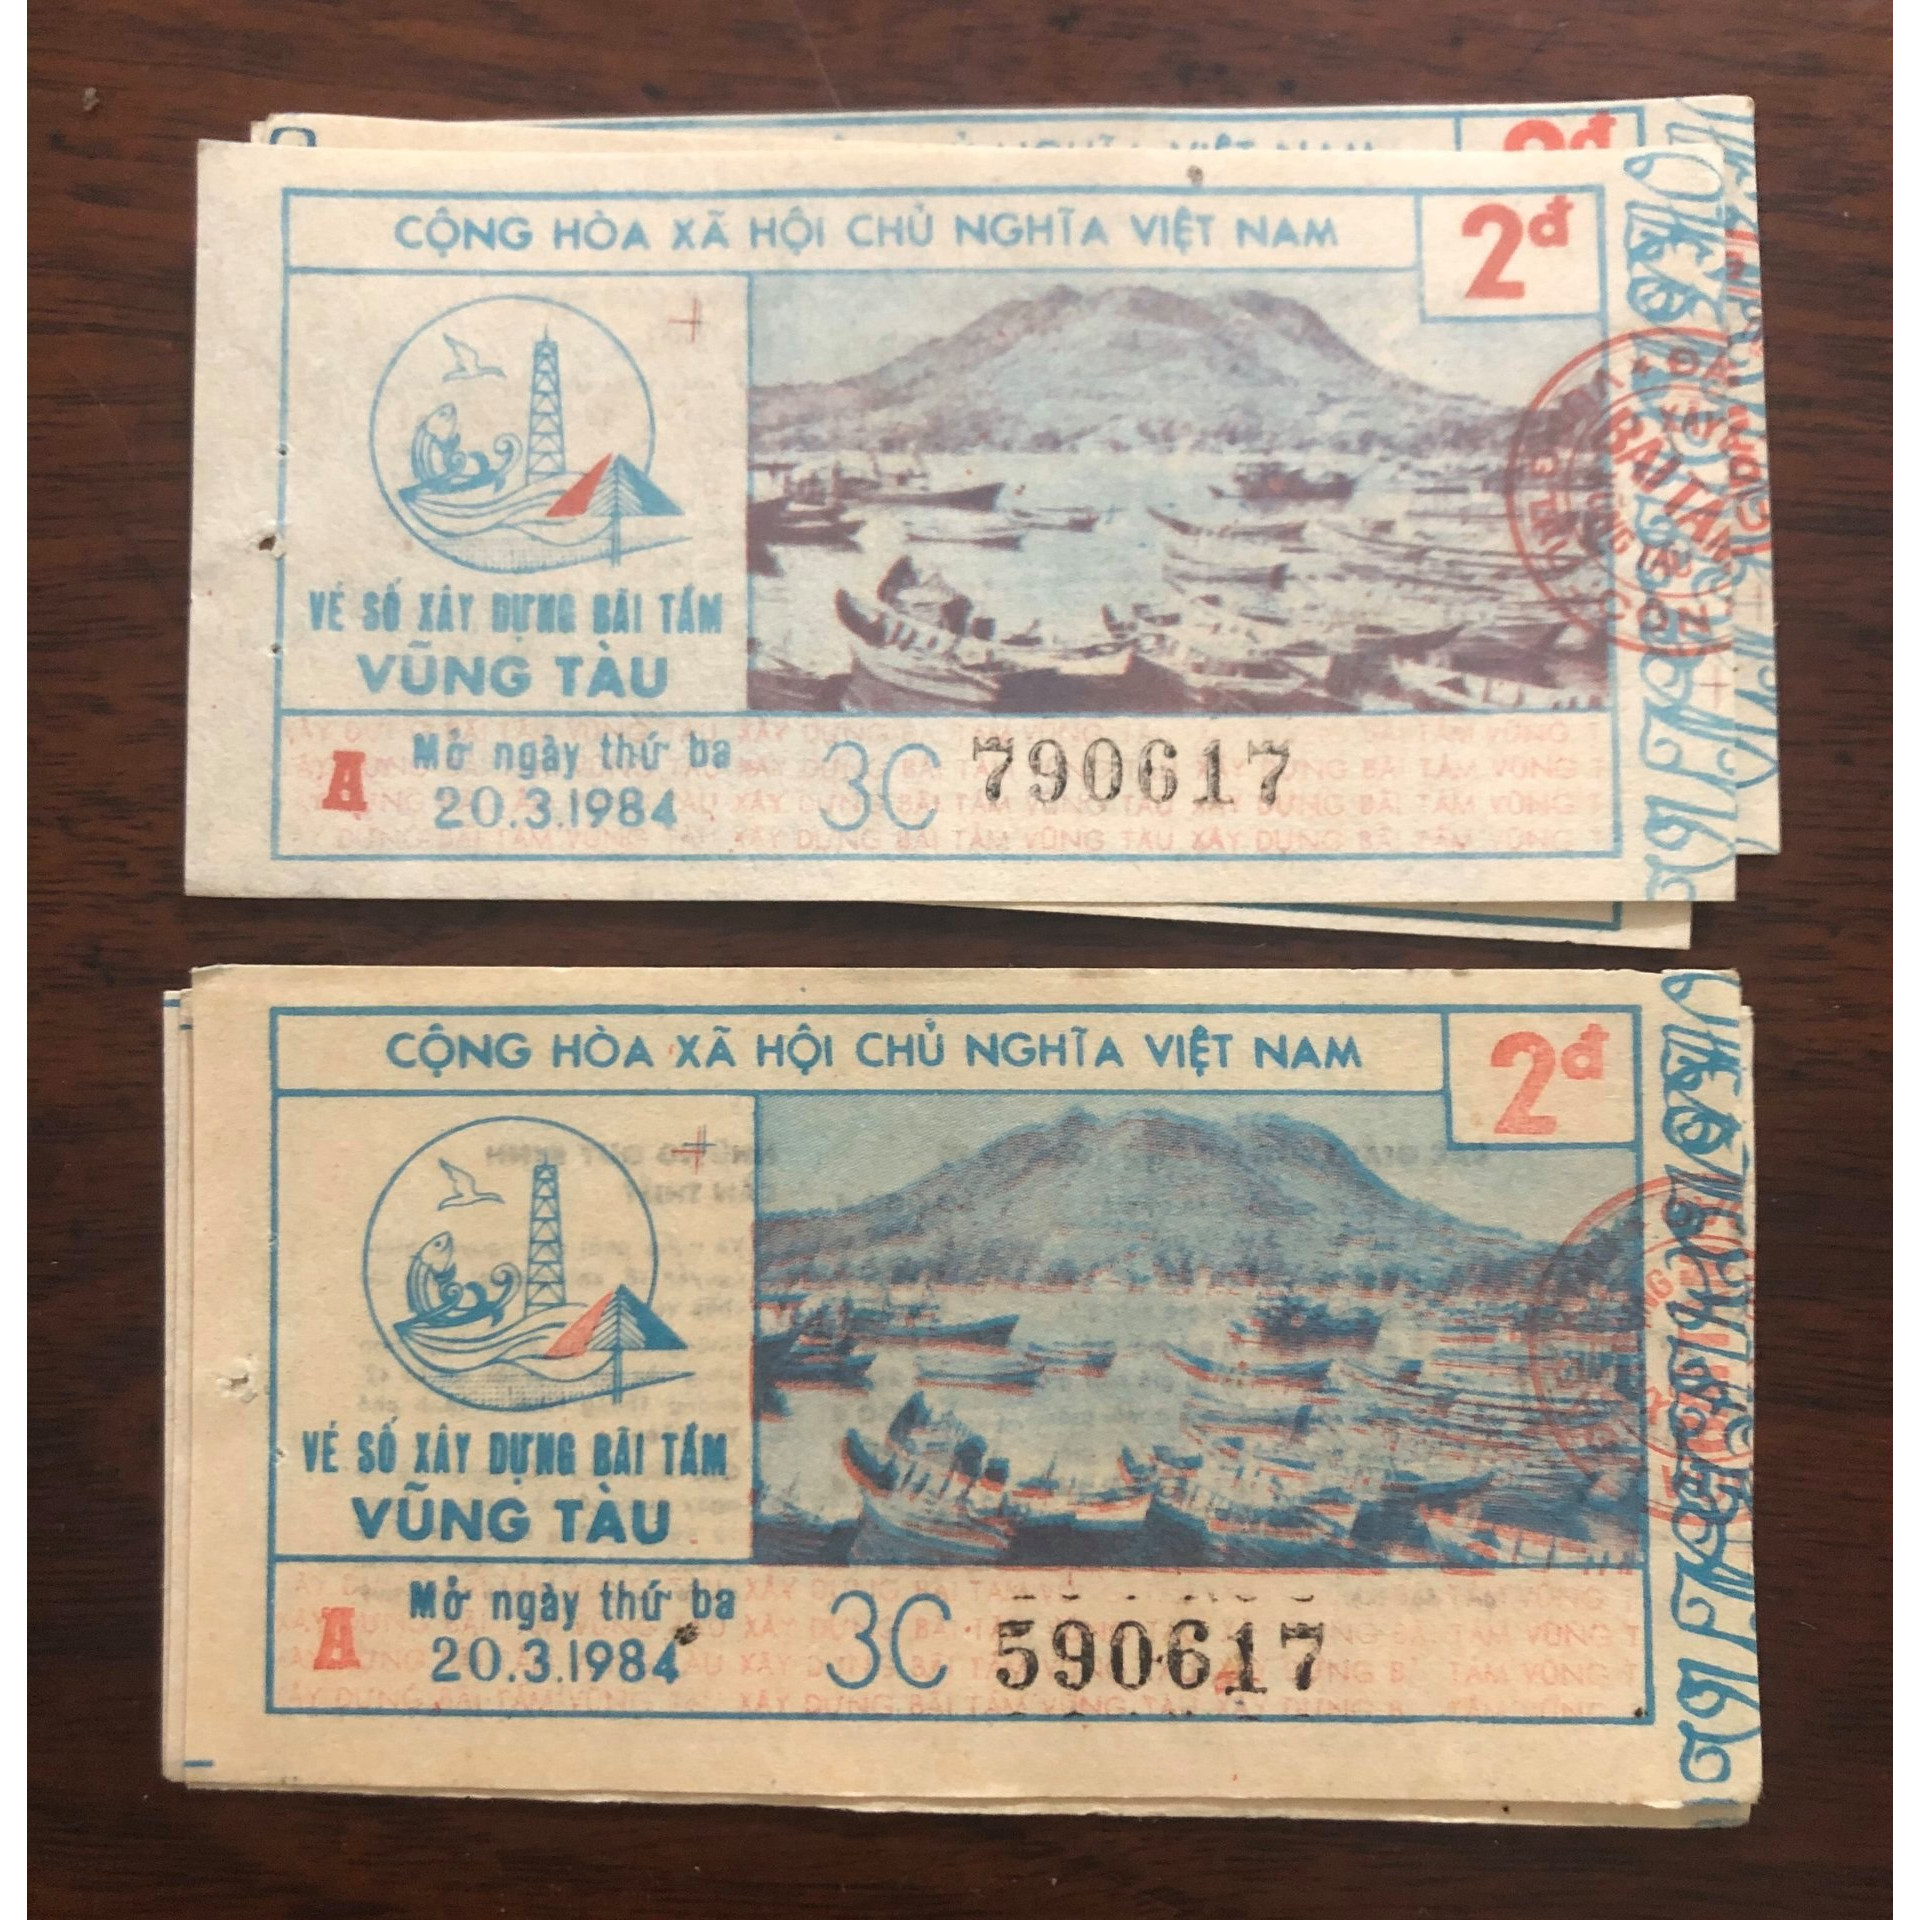 CỘNG HÒA XÃ HỘI CHỦ NGHĨA VIỆT NAM
2đ
VÉ SỐ XÂY DỰNG BÃI TẮM
VŨNG TÀU
A
Mở ngày thứ ba
20.3.1984
3C
790617
BÃI TẮM
CỘNG HÒA XÃ HỘI CHỦ NGHĨA VIỆT NAM
2đ
VÉ SỐ XÂY DỰNG BÃI TẮM
VŨNG TÀU
A
Mở ngày thứ ba
20.3.1984
3C
590617